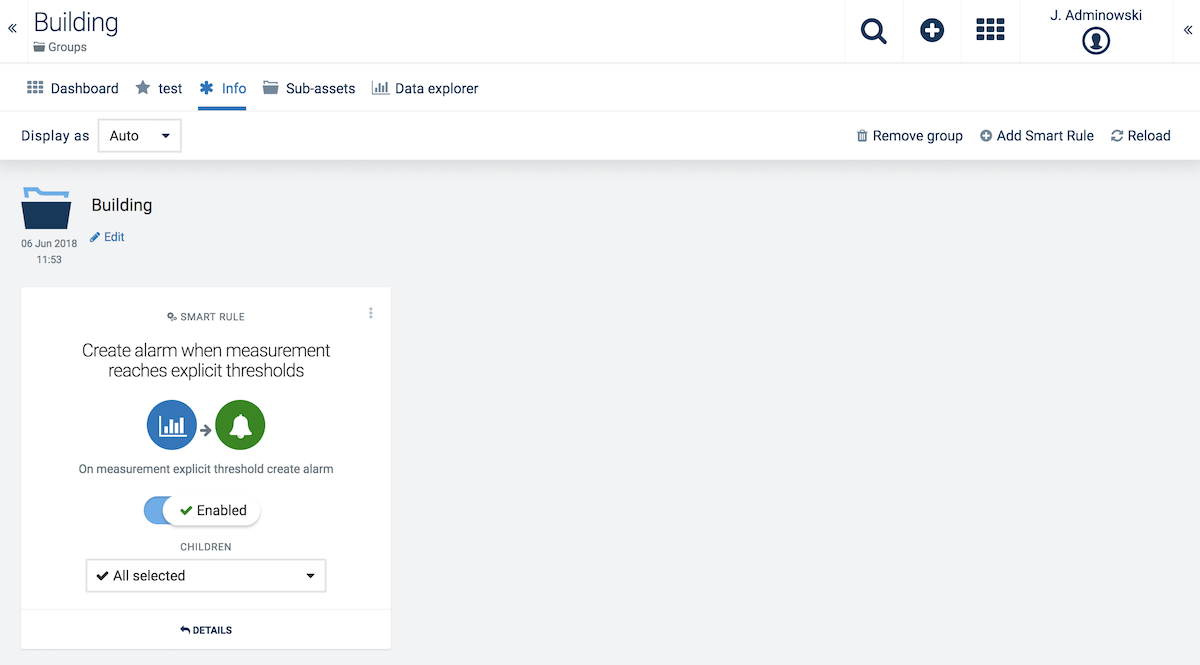 Building
Groups
J. Adminowski
Dashboard test Info Sub-assets Data explorer
Display as Auto Remove group Add Smart Rule Reload
Building
Edit
06 Jun 2018
11:53
SMART RULE
Create alarm when measurement
reaches explicit thresholds
On measurement explicit threshold create alarm
Enabled
CHILDREN
All selected
DETAILS